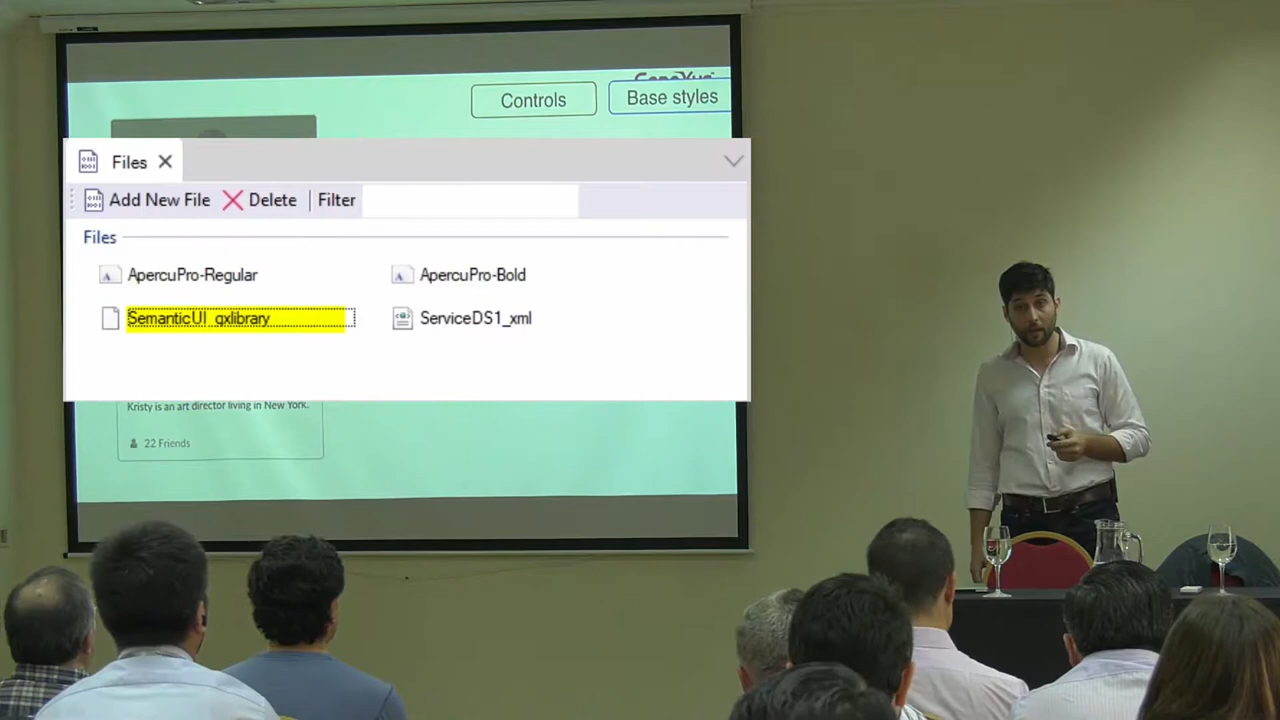 GeneXus
Controls
Base styles
Files
Add New File
Delete
Filter
Files
ApercuPro-Regular
ApercuPro-Bold
SemanticUI_gxlibrary
ServiceDS1_xml
Kristy is an art director living in New York.
22 Friends